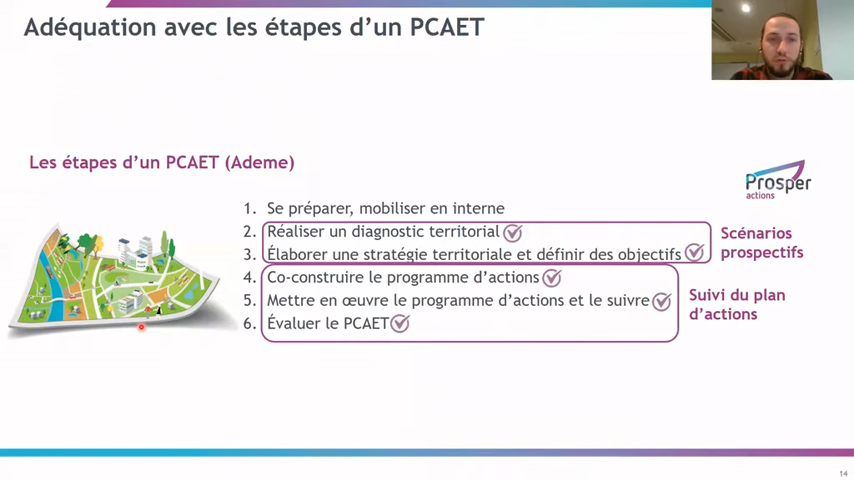 Adéquation avec les étapes d'un PCAET
Les étapes d'un PCAET (Ademe)
Prosper
actions
1. Se préparer, mobiliser en interne
2. Réaliser un diagnostic territorial
3. Élaborer une stratégie territoriale et définir des objectifs
Scénarios
prospectifs
4. Co-construire le programme d'actions
5. Mettre en œuvre le programme d'actions et le suivre
6. Évaluer le PCAET
Suivi du plan
d'actions
14